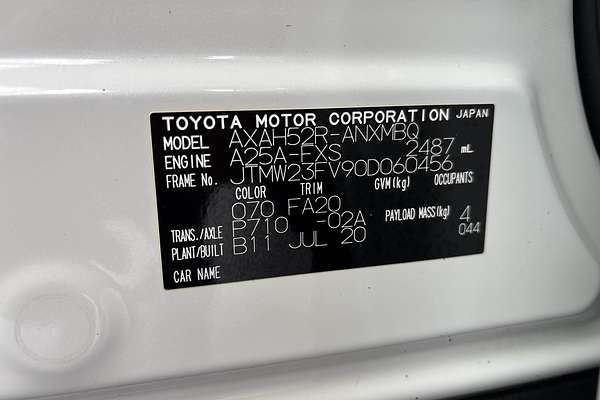 TOYOTA MOTOR CORPORATION JAPAN
MODEL AXAH52R-ANXMBQ
ENGINE A25A-FXS 2487 mL
FRAME No. JTMW23FV90D060456
COLOR TRIM GVM(kg) OCCUPANTS
070 FA20 4
TRANS./AXLE P710 -02A PAYLOAD MASS(kg) 044
PLANT/BUILT B11 JUL 20
CAR NAME